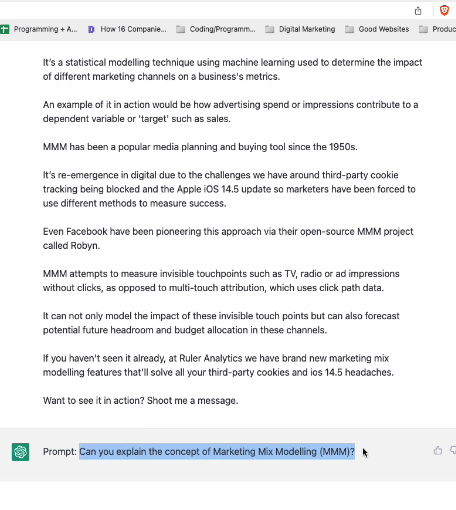 Programming + A...
How 16 Companie...
Coding/Programm...
Digital Marketing
Good Websites
Produc
It's a statistical modelling technique using machine learning used to determine the impact
of different marketing channels on a business's metrics.
An example of it in action would be how advertising spend or impressions contribute to a
dependent variable or 'target' such as sales.
MMM has been a popular media planning and buying tool since the 1950s.
It's re-emergence in digital due to the challenges we have around third-party cookie
tracking being blocked and the Apple iOS 14.5 update so marketers have been forced to
use different methods to measure success.
Even Facebook have been pioneering this approach via their open-source MMM project
called Robyn.
MMM attempts to measure invisible touchpoints such as TV, radio or ad impressions
without clicks, as opposed to multi-touch attribution, which uses click path data.
It can not only model the impact of these invisible touch points but can also forecast
potential future headroom and budget allocation in these channels.
If you haven't seen it already, at Ruler Analytics we have brand new marketing mix
modelling features that'll solve all your third-party cookies and ios 14.5 headaches.
Want to see it in action? Shoot me a message.
Prompt: Can you explain the concept of Marketing Mix Modelling (MMM)?